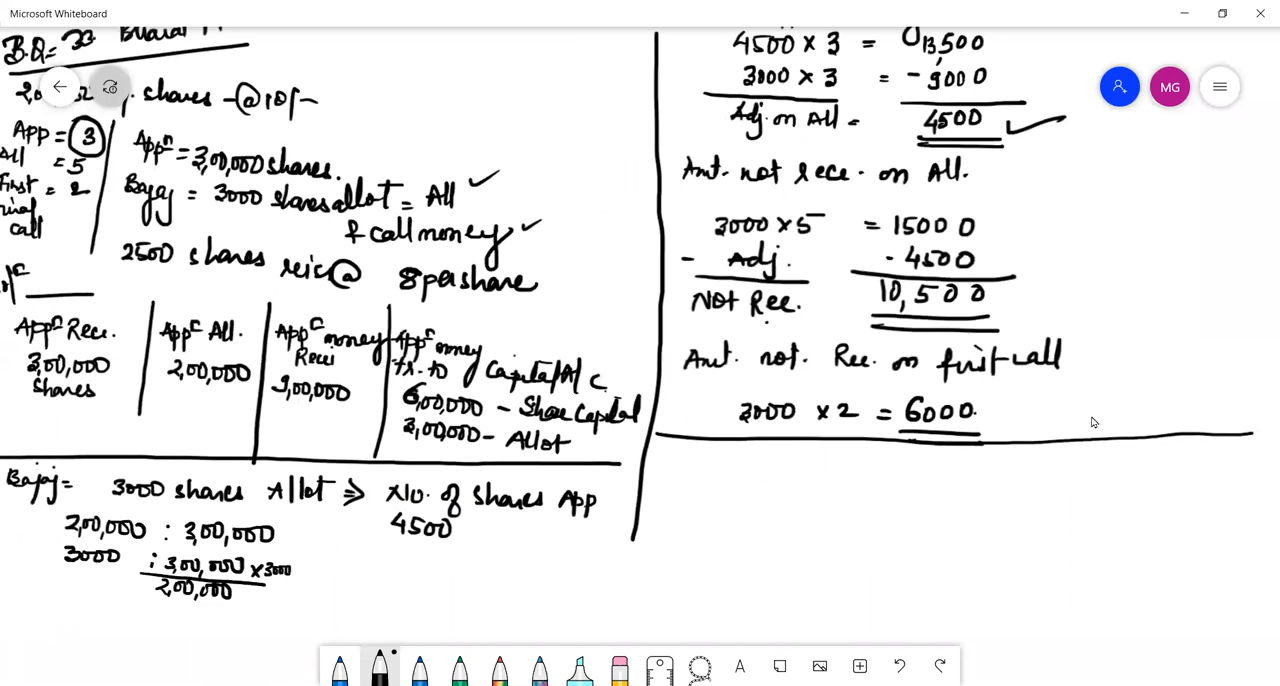 Microsoft Whiteboard
B.Q = 33 Bharat
shares @ 10/-
App = 3
All = 5
First = 2
final
call
Appⁿ = 3,00,000 shares.
Bajaj = 3000 shares allot = All
& call money
2500 shares reiss @ 8 per share
Appⁿ Rece.
3,00,000
shares
Appⁿ All.
2,00,000
Appⁿ money
Rece
9,00,000
Appⁿ money
tr. to Capital A/c
6,00,000 - Share Capital
3,00,000 - Allot
Bajaj = 3000 shares Allot ⇒ No. of shares App
4500
2,00,000 : 3,00,000
3000 : 3,00,000 x 3000
2,00,000
4500 x 3 = 13,500
3000 x 3 = - 9000
Adj. on All = 4500
Amt. not rece. on All.
3000 x 5 = 15000
- Adj. - 4500
Not Rec. 10,500
Amt. not. Rec. on first call
3000 x 2 = 6000.
MG
A